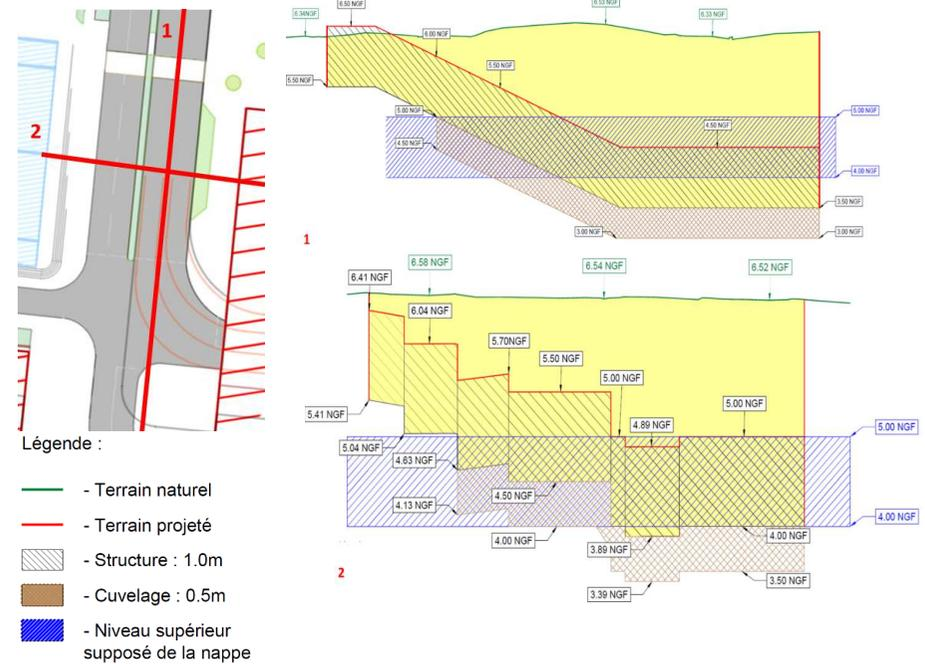 1
2
6.34NGF
6.50 NGF
6.53 NGF
6.33 NGF
6.00 NGF
5.50 NGF
5.50 NGF
5.00 NGF
5.00 NGF
4.50 NGF
4.50 NGF
4.00 NGF
3.50 NGF
3.00 NGF
3.00 NGF
1
6.41 NGF
6.58 NGF
6.54 NGF
6.52 NGF
6.04 NGF
5.70NGF
5.50 NGF
5.00 NGF
5.00 NGF
5.41 NGF
4.89 NGF
5.00 NGF
5.04 NGF
4.63 NGF
4.50 NGF
4.13 NGF
4.00 NGF
4.00 NGF
4.00 NGF
3.89 NGF
3.50 NGF
3.39 NGF
2
Légende :
- Terrain naturel
- Terrain projeté
- Structure : 1.0m
- Cuvelage : 0.5m
- Niveau supérieur
supposé de la nappe